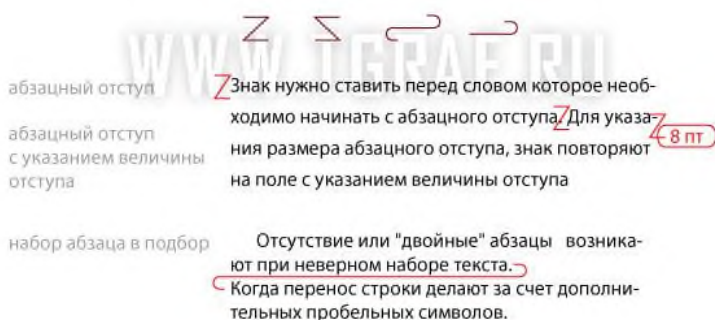 WWW.TGRAF.RU
абзацный отступ
Знак нужно ставить перед словом которое необ-
ходимо начинать с абзацного отступа. Для указа-
8 пт
абзацный отступ
с указанием величины
отступа
ния размера абзацного отступа, знак повторяют
на поле с указанием величины отступа
набор абзаца в подбор
Отсутствие или "двойные" абзацы возника-
ют при неверном наборе текста.
Когда перенос строки делают за счет дополни-
тельных пробельных символов.